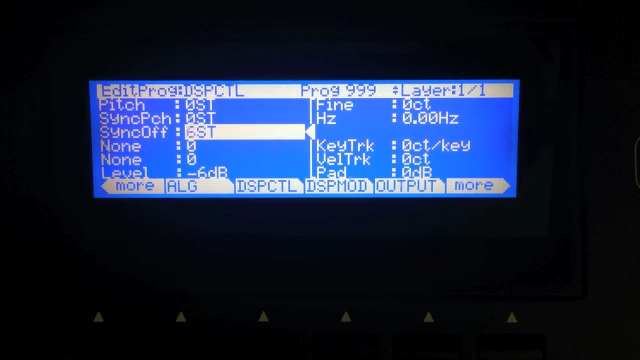 EditProg:DSPCTL Prog 999 ÷Layer:1/1
Pitch :0ST Fine :0ct
SyncPch:0ST Hz :0.00Hz
SyncOff:6ST
None :0 KeyTrk :0ct/key
None :0 VelTrk :0ct
Level :-6dB Pad :0dB
more ALG DSPCTL DSPMOD OUTPUT more